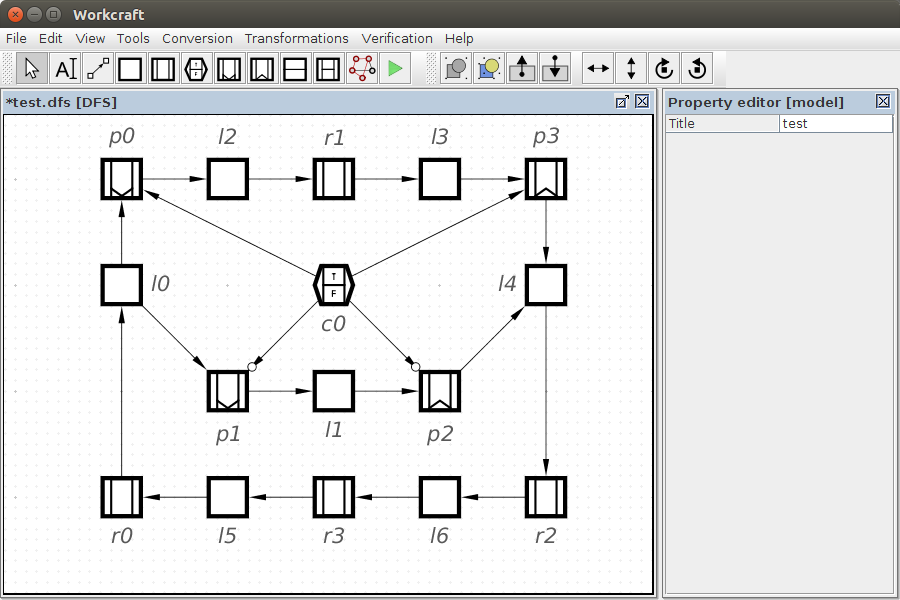 Workcraft
File Edit View Tools Conversion Transformations Verification Help
AI T F
*test.dfs [DFS]
Property editor [model]
Title test
p0 l2 r1 l3 p3
l0 T F l4
c0
p1 l1 p2
r0 l5 r3 l6 r2